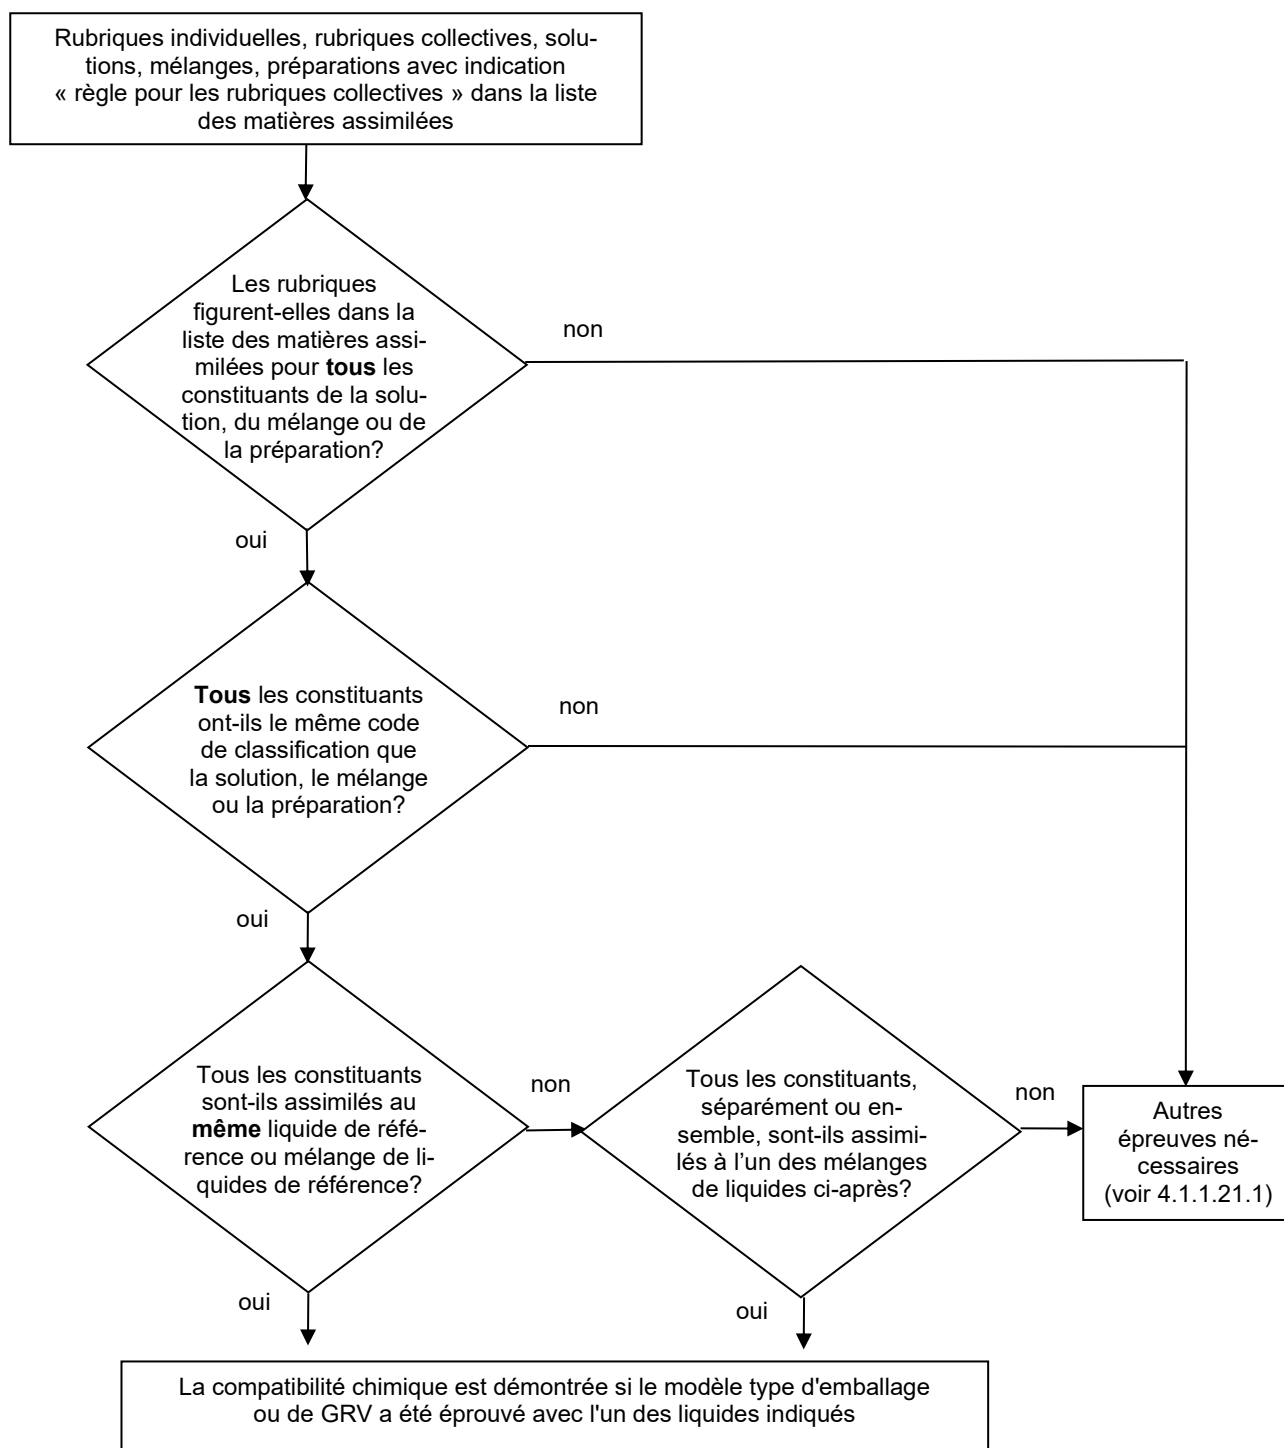 Rubriques individuelles, rubriques collectives, solu-
tions, mélanges, préparations avec indication
« règle pour les rubriques collectives » dans la liste
des matières assimilées
Les rubriques
figurent-elles dans la
liste des matières assi-
milées pour tous les
constituants de la solu-
tion, du mélange ou de
la préparation?
non
oui
Tous les constituants
ont-ils le même code
de classification que
la solution, le mélange
ou la préparation?
non
oui
Tous les constituants
sont-ils assimilés au
même liquide de réfé-
rence ou mélange de li-
quides de référence?
non
Tous les constituants,
séparément ou en-
semble, sont-ils assimi-
lés à l’un des mélanges
de liquides ci-après?
non
Autres
épreuves né-
cessaires
(voir 4.1.1.21.1)
oui
oui
La compatibilité chimique est démontrée si le modèle type d'emballage
ou de GRV a été éprouvé avec l'un des liquides indiqués